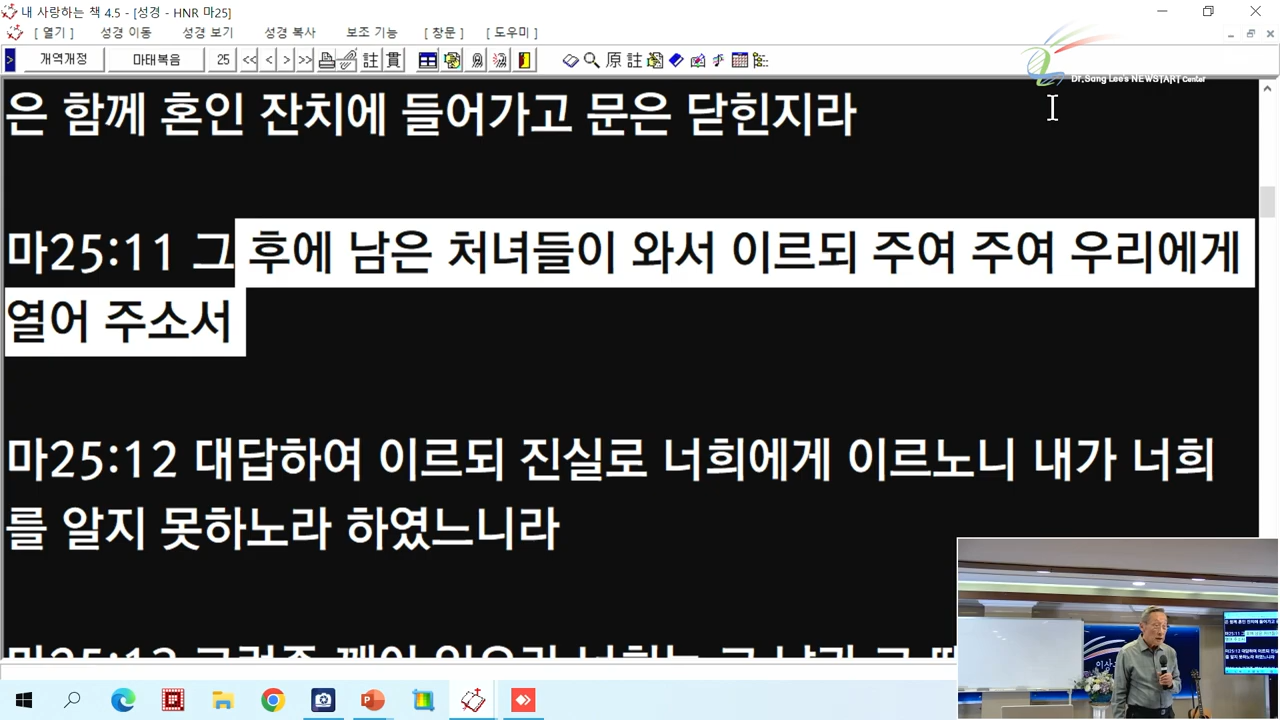 내 사랑하는 책 4.5 - [성경 - HNR 마25]
[ 열기 ] 성경 이동 성경 보기 성경 복사 보조 기능 [ 창문 ] [ 도우미 ]
개역개정 마태복음 25 << < > >> 註 貫 原 註
Dr.Sang Lee's NEWSTART Center
은 함께 혼인 잔치에 들어가고 문은 닫힌지라
마25:11 그 후에 남은 처녀들이 와서 이르되 주여 주여 우리에게
열어 주소서
마25:12 대답하여 이르되 진실로 너희에게 이르노니 내가 너희
를 알지 못하노라 하였느니라